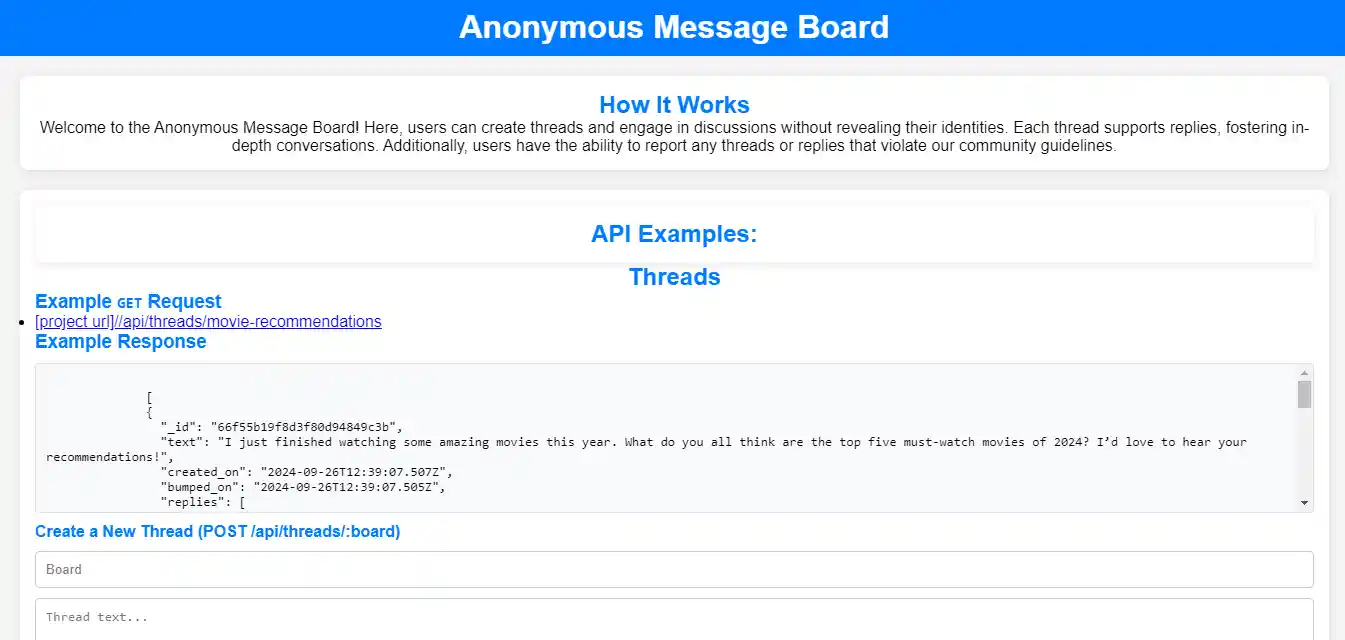 Anonymous Message Board
How It Works
Welcome to the Anonymous Message Board! Here, users can create threads and engage in discussions without revealing their identities. Each thread supports replies, fostering in-
depth conversations. Additionally, users have the ability to report any threads or replies that violate our community guidelines.
API Examples:
Threads
Example GET Request
[project url]//api/threads/movie-recommendations
Example Response
[
{
"_id": "66f55b19f8d3f80d94849c3b",
"text": "I just finished watching some amazing movies this year. What do you all think are the top five must-watch movies of 2024? I’d love to hear your
recommendations!",
"created_on": "2024-09-26T12:39:07.507Z",
"bumped_on": "2024-09-26T12:39:07.505Z",
"replies": [
Create a New Thread (POST /api/threads/:board)
Board
Thread text...